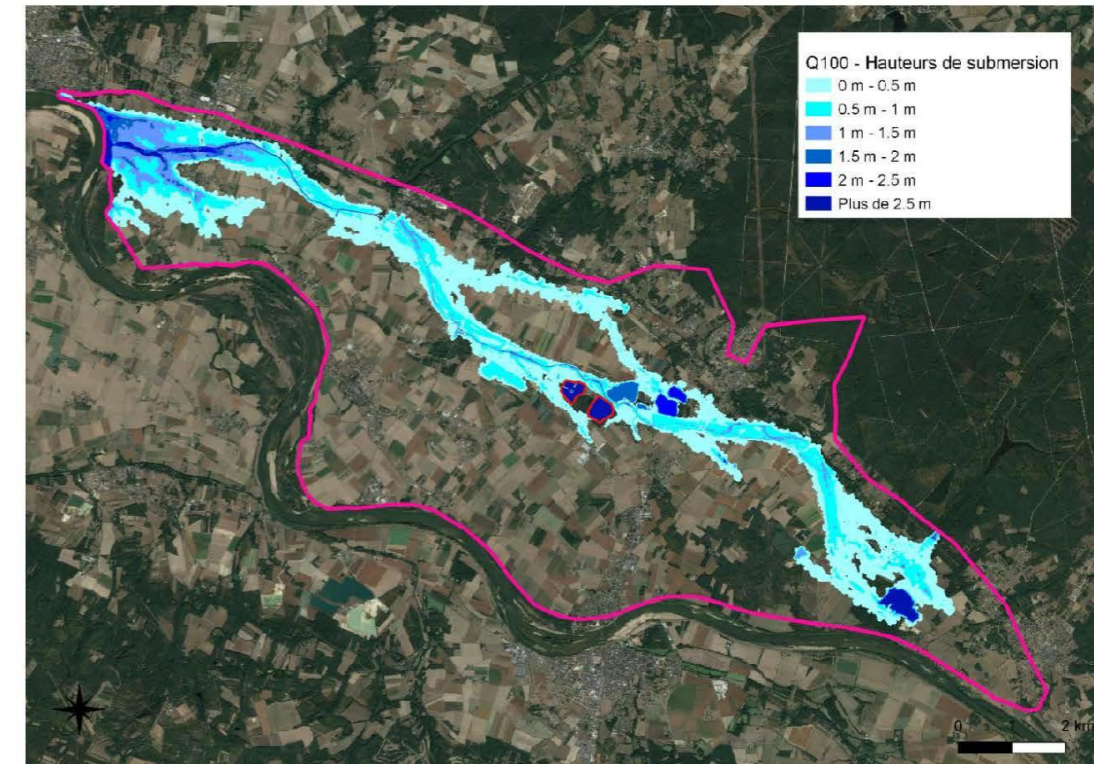 Q100 - Hauteurs de submersion
0 m - 0.5 m
0.5 m - 1 m
1 m - 1.5 m
1.5 m - 2 m
2 m - 2.5 m
Plus de 2.5 m
0 1 2 km